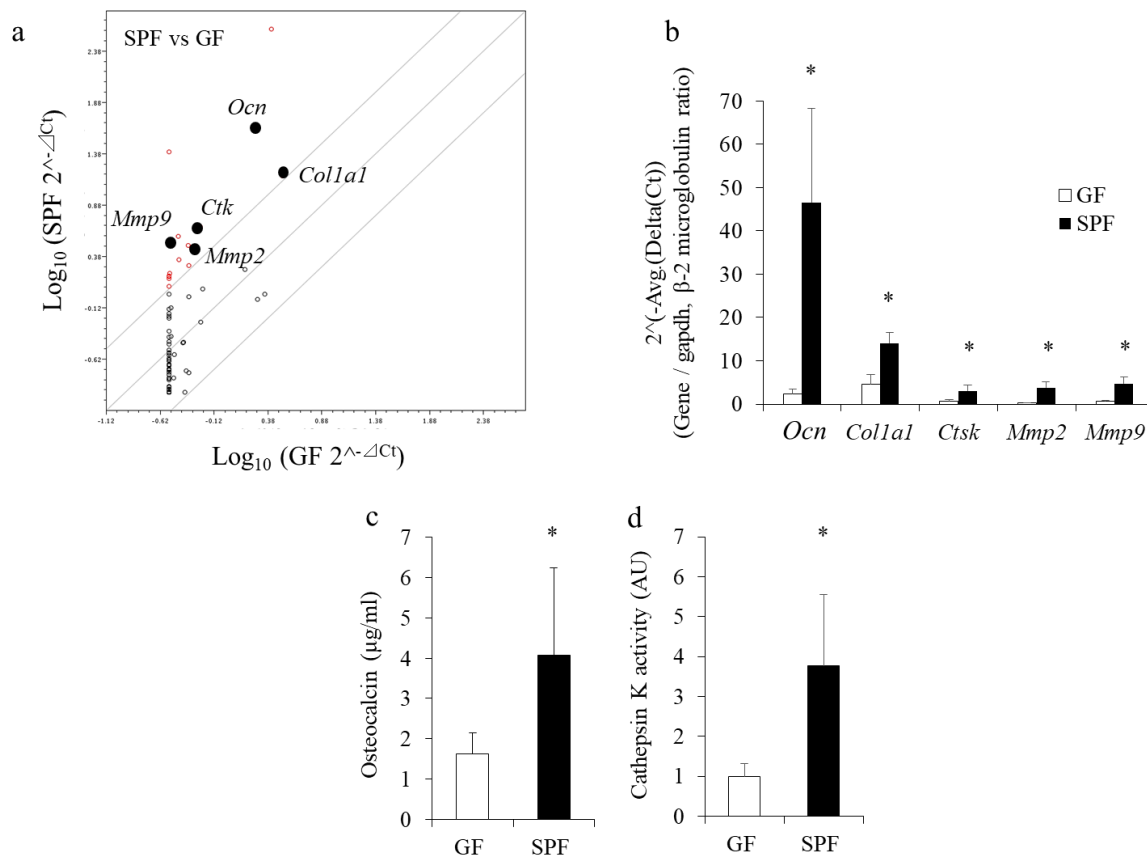 a
SPF vs GF
2.38
1.88
1.38
0.88
0.38
-0.12
-0.62
Ocn
Col1a1
Ctk
Mmp9
Mmp2
-1.12 -0.62 -0.12 0.38 0.88 1.38 1.88 2.38
Log10 (SPF 2^-⊿Ct)
Log10 (GF 2^-⊿Ct)
b
2^(-Avg.(Delta(Ct))
(Gene / gapdh, β-2 microglobulin ratio)
70
60
50
40
30
20
10
0
* * * * *
GF
SPF
Ocn Col1a1 Ctsk Mmp2 Mmp9
c
Osteocalcin (μg/ml)
7
6
5
4
3
2
1
0
*
GF SPF
d
Cathepsin K activity (AU)
7
6
5
4
3
2
1
0
*
GF SPF